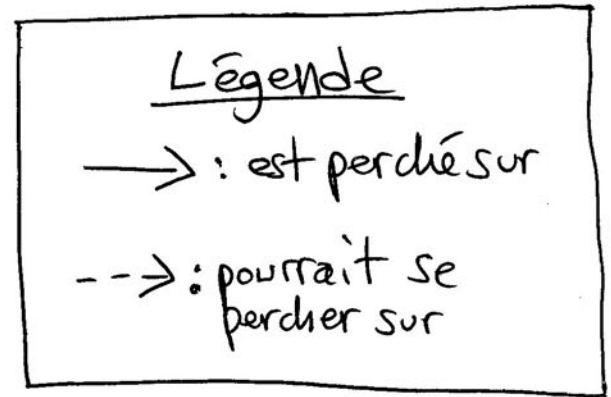 Légende
: est perché sur
: pourrait se
percher sur